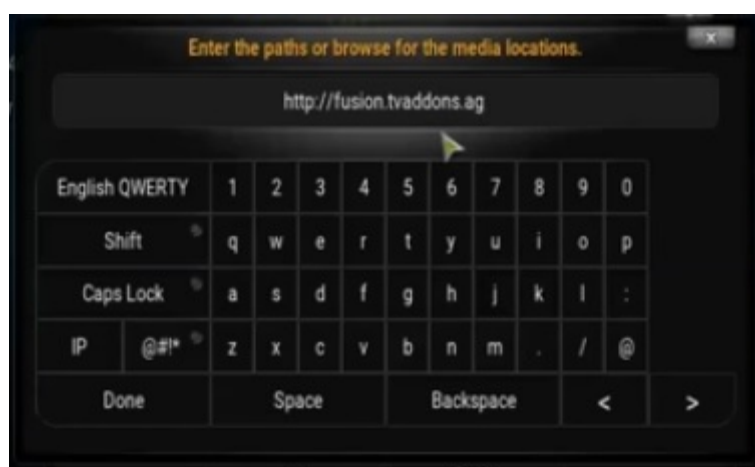 Enter the paths or browse for the media locations.
x
http://fusion.tvaddons.ag
English QWERTY 1 2 3 4 5 6 7 8 9 0
Shift q w e r t y u i o p
Caps Lock a s d f g h j k l :
IP @#!* z x c v b n m . / @
Done Space Backspace < >